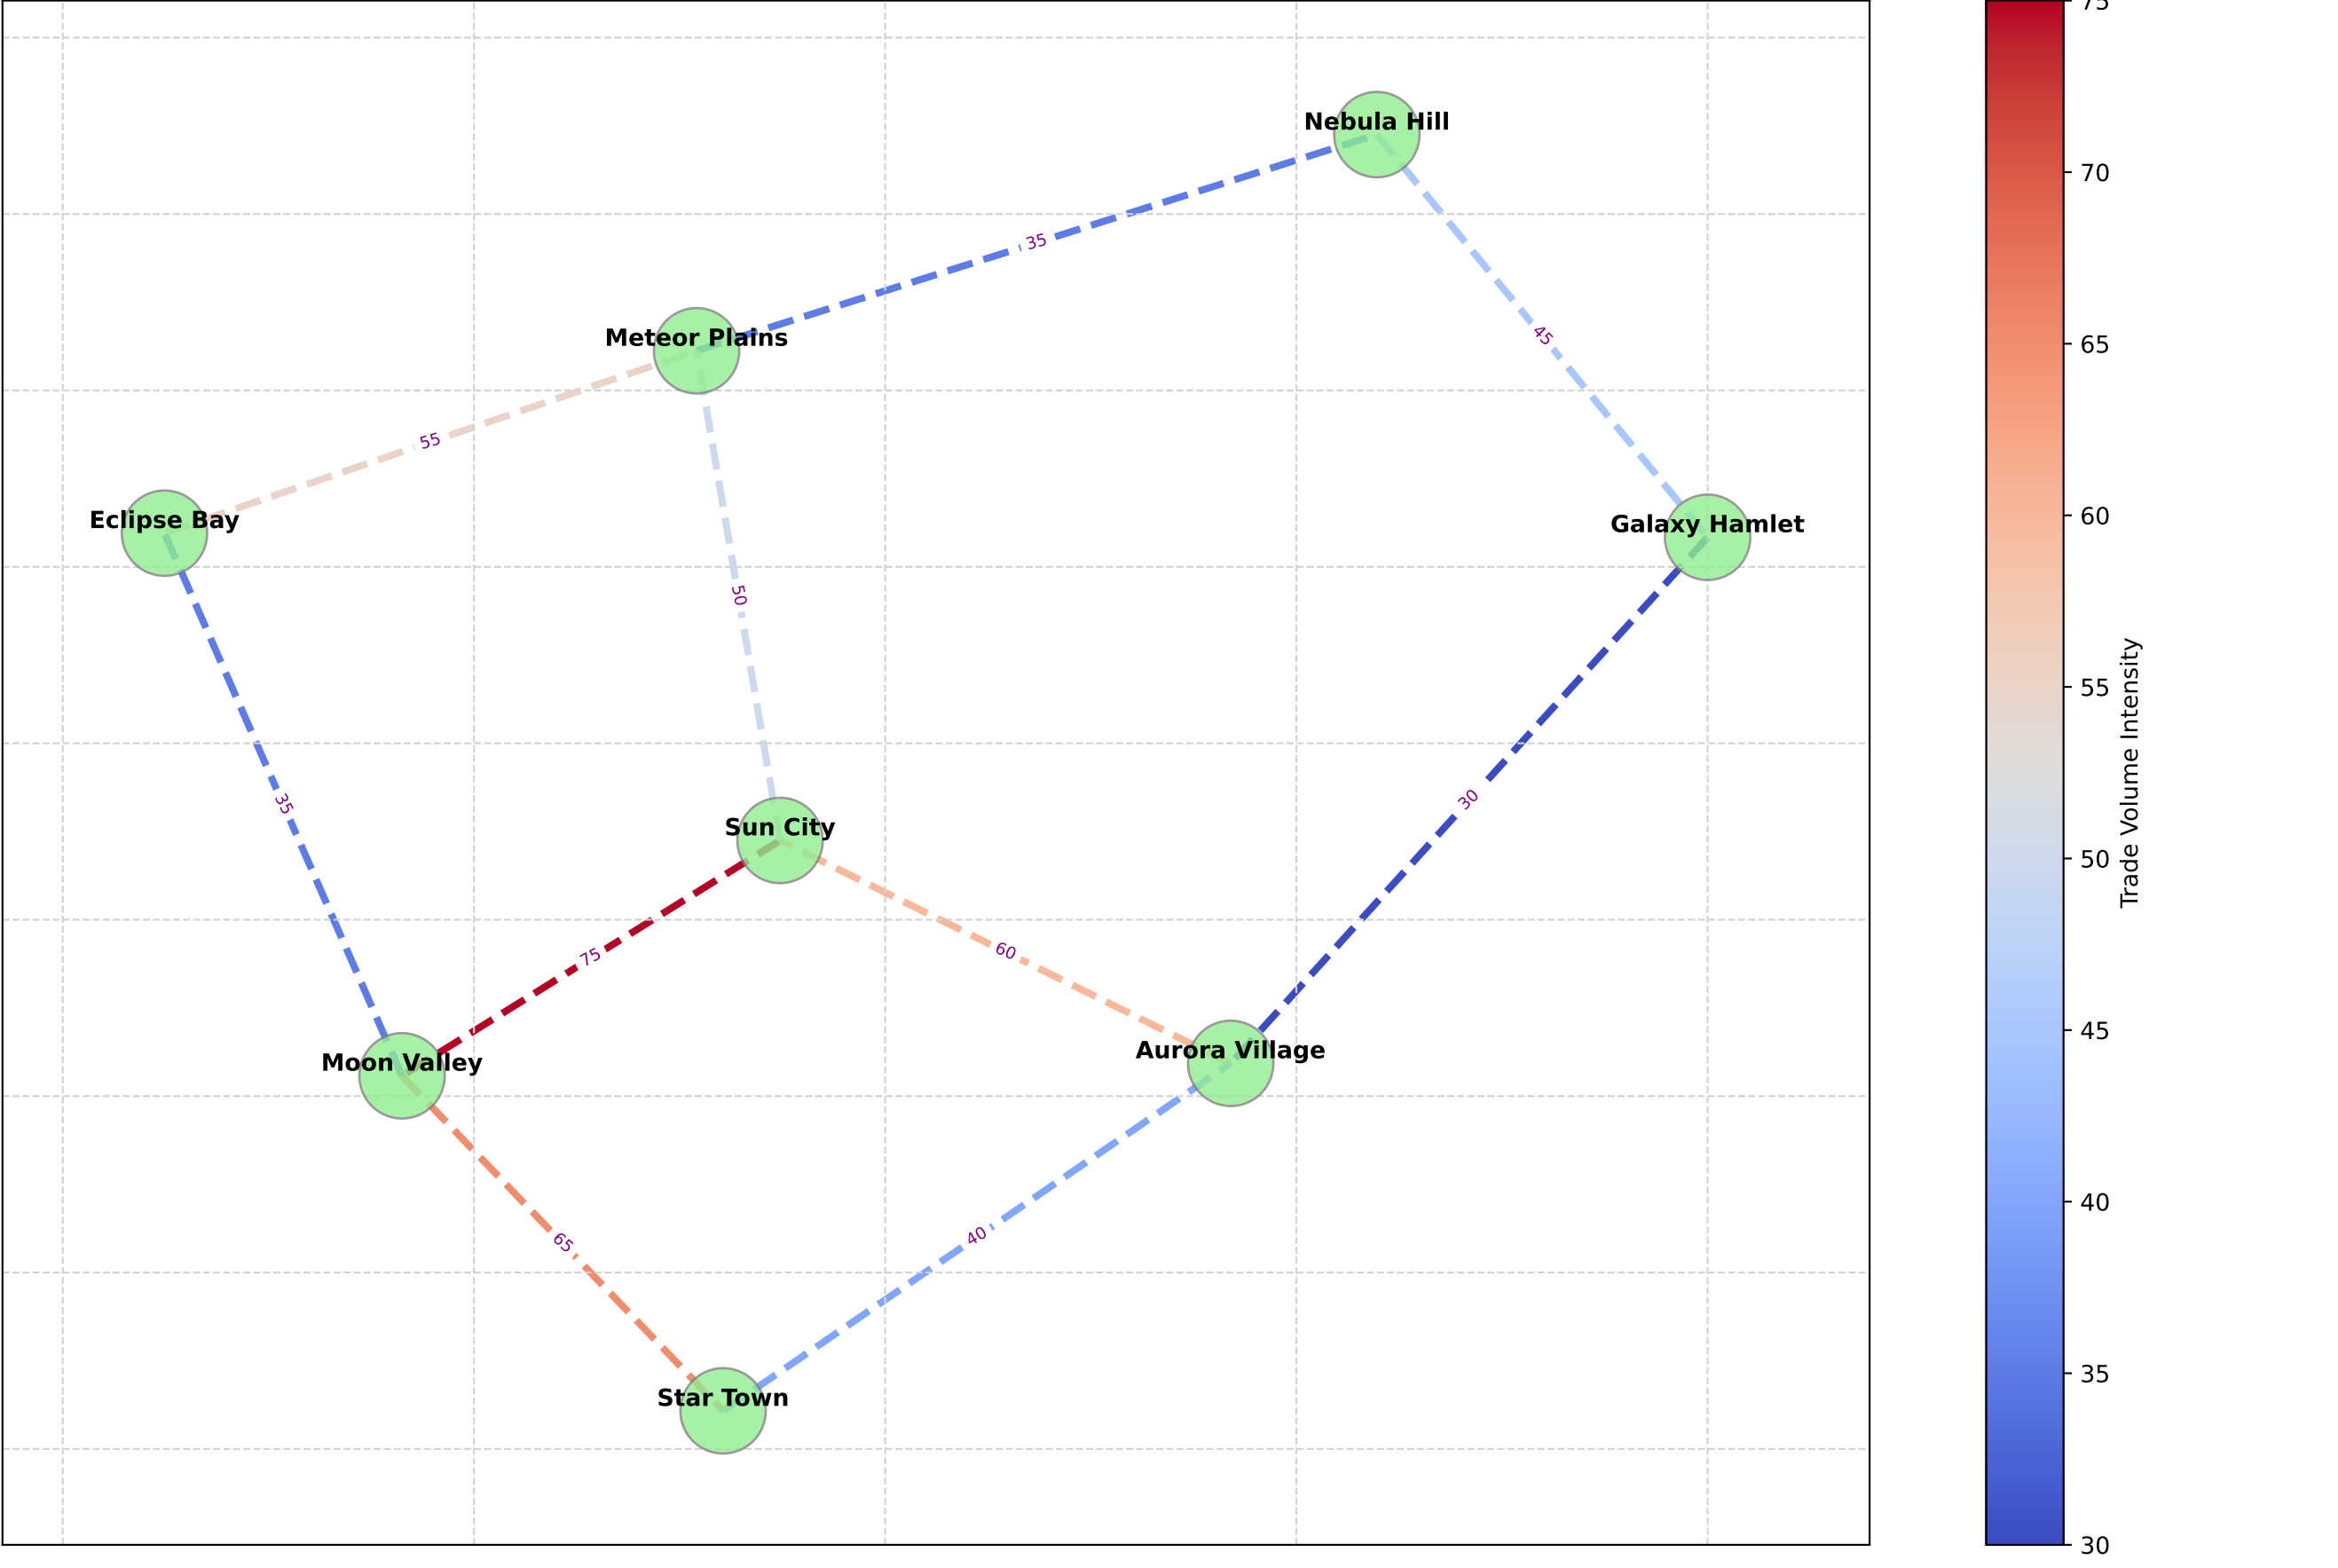 Nebula Hill
35
Meteor Plains
45
55
Eclipse Bay
Galaxy Hamlet
50
35
30
Sun City
75
60
Moon Valley
Aurora Village
65
40
Star Town
75
70
65
60
55
50
45
40
35
30
Trade Volume Intensity